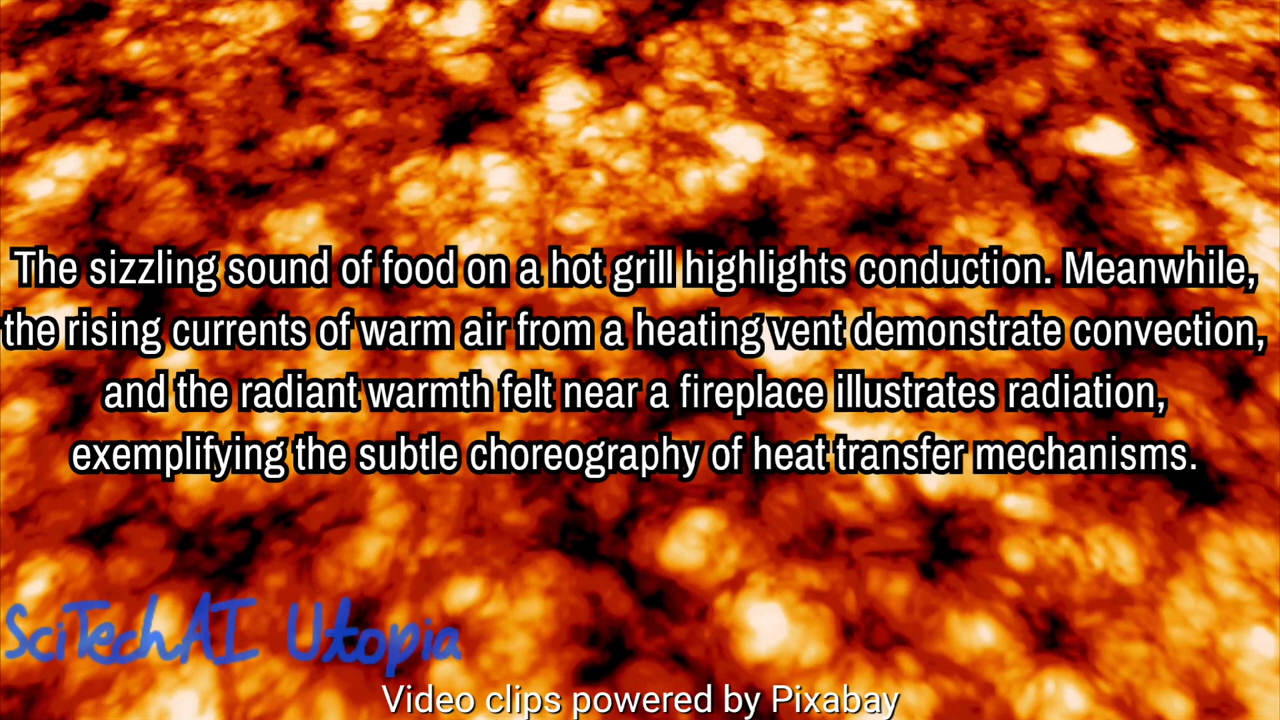 The sizzling sound of food on a hot grill highlights conduction. Meanwhile,
the rising currents of warm air from a heating vent demonstrate convection,
and the radiant warmth felt near a fireplace illustrates radiation,
exemplifying the subtle choreography of heat transfer mechanisms.
SciTechAI Utopia
Video clips powered by Pixabay